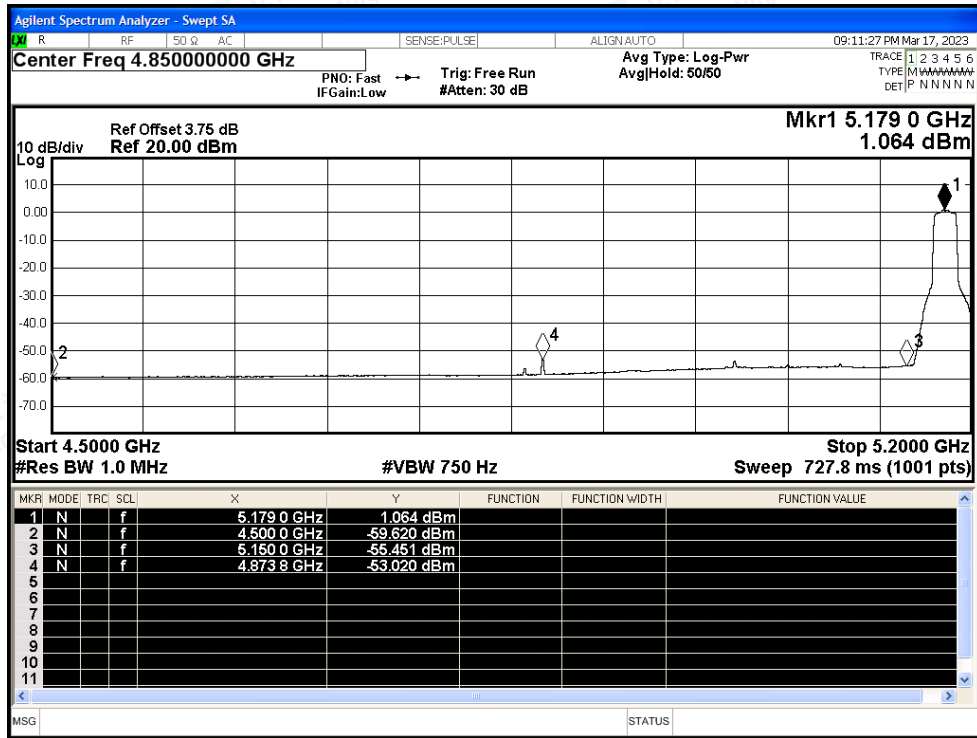 Agilent Spectrum Analyzer - Swept SA
LXI R RF 50 Ω AC SENSE:PULSE ALIGN AUTO 09:11:27 PM Mar 17, 2023
Center Freq 4.850000000 GHz
PNO: Fast Trig: Free Run Avg Type: Log-Pwr TRACE 1 2 3 4 5 6
IFGain:Low #Atten: 30 dB Avg|Hold: 50/50 TYPE M
DET P N N N N N
Ref Offset 3.75 dB Mkr1 5.179 0 GHz
10 dB/div Ref 20.00 dBm 1.064 dBm
Log
10.0
0.00
-10.0
-20.0
-30.0
-40.0
-50.0
-60.0
-70.0
1
2
4
3
Start 4.5000 GHz Stop 5.2000 GHz
#Res BW 1.0 MHz #VBW 750 Hz Sweep 727.8 ms (1001 pts)
MKR MODE TRC SCL X Y FUNCTION FUNCTION WIDTH FUNCTION VALUE
1 N f 5.179 0 GHz 1.064 dBm
2 N f 4.500 0 GHz -59.620 dBm
3 N f 5.150 0 GHz -55.451 dBm
4 N f 4.873 8 GHz -53.020 dBm
5
6
7
8
9
10
11
MSG STATUS